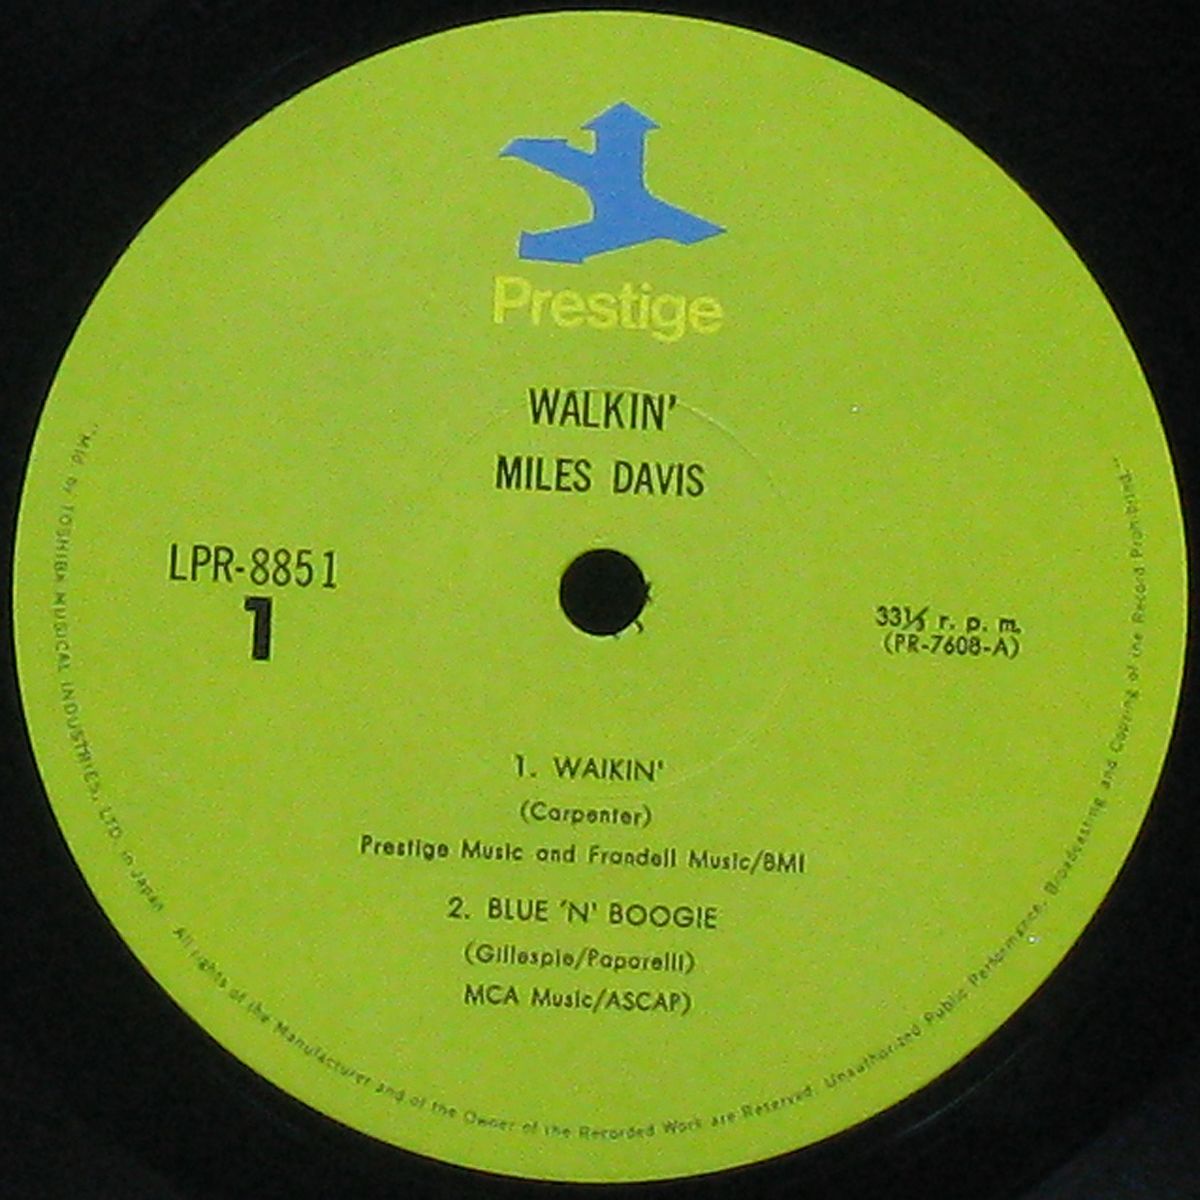 Prestige
WALKIN'
MILES DAVIS
LPR-8851
1
33⅓ r. p. m.
(PR-7608-A)
1. WAIKIN'
(Carpenter)
Prestige Music and Frandell Music/BMI
2. BLUE 'N' BOOGIE
(Gillespie/Paparelli)
MCA Music/ASCAP)
Mfd. by TOSHIBA MUSICAL INDUSTRIES, LTD. in Japan All rights of the Manufacturer and of the Owner of the Recorded Work are Reserved. Unauthorized Public Performance, Broadcasting and Copying of the Record Prohibited.